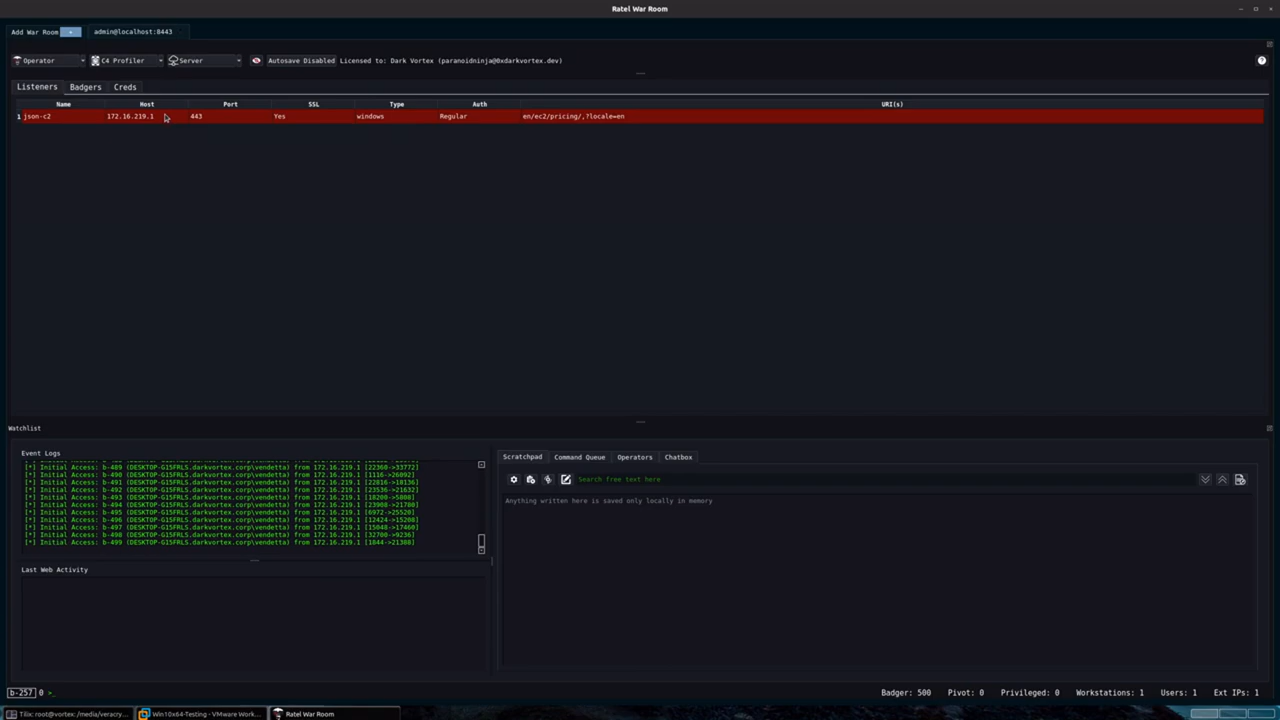 Ratel War Room
Add War Room + admin@localhost:8443
Operator C4 Profiler Server Autosave Disabled Licensed to: Dark Vortex (paranoidninja@0xdarkvortex.dev)
Listeners Badgers Creds
Name Host Port SSL Type Auth URI(s)
1 json-c2 172.16.219.1 443 Yes windows Regular en/ec2/pricing/,?locale=en
Watchlist
Event Logs
[*] Initial Access: b-489 (DESKTOP-G15FRLS.darkvortex.corp\vendetta) from 172.16.219.1 [22360->33772]
[*] Initial Access: b-490 (DESKTOP-G15FRLS.darkvortex.corp\vendetta) from 172.16.219.1 [1116->26092]
[*] Initial Access: b-491 (DESKTOP-G15FRLS.darkvortex.corp\vendetta) from 172.16.219.1 [22816->18136]
[*] Initial Access: b-492 (DESKTOP-G15FRLS.darkvortex.corp\vendetta) from 172.16.219.1 [23536->21632]
[*] Initial Access: b-493 (DESKTOP-G15FRLS.darkvortex.corp\vendetta) from 172.16.219.1 [18200->5808]
[*] Initial Access: b-494 (DESKTOP-G15FRLS.darkvortex.corp\vendetta) from 172.16.219.1 [23908->21780]
[*] Initial Access: b-495 (DESKTOP-G15FRLS.darkvortex.corp\vendetta) from 172.16.219.1 [6972->25520]
[*] Initial Access: b-496 (DESKTOP-G15FRLS.darkvortex.corp\vendetta) from 172.16.219.1 [12424->15208]
[*] Initial Access: b-497 (DESKTOP-G15FRLS.darkvortex.corp\vendetta) from 172.16.219.1 [15048->17460]
[*] Initial Access: b-498 (DESKTOP-G15FRLS.darkvortex.corp\vendetta) from 172.16.219.1 [32700->9236]
[*] Initial Access: b-499 (DESKTOP-G15FRLS.darkvortex.corp\vendetta) from 172.16.219.1 [1844->21388]
Last Web Activity
Scratchpad Command Queue Operators Chatbox
Search free text here
Anything written here is saved only locally in memory
b-257 0 >_
Badger: 500 Pivot: 0 Privileged: 0 Workstations: 1 Users: 1 Ext IPs: 1
Tilix: root@vortex: /media/veracry... Win10x64-Testing - VMware Work... Ratel War Room